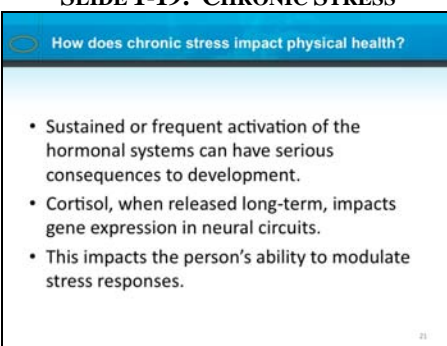 SLIDE 1-19: CHRONIC STRESS
How does chronic stress impact physical health?
• Sustained or frequent activation of the
hormonal systems can have serious
consequences to development.
• Cortisol, when released long-term, impacts
gene expression in neural circuits.
• This impacts the person's ability to modulate
stress responses.
21